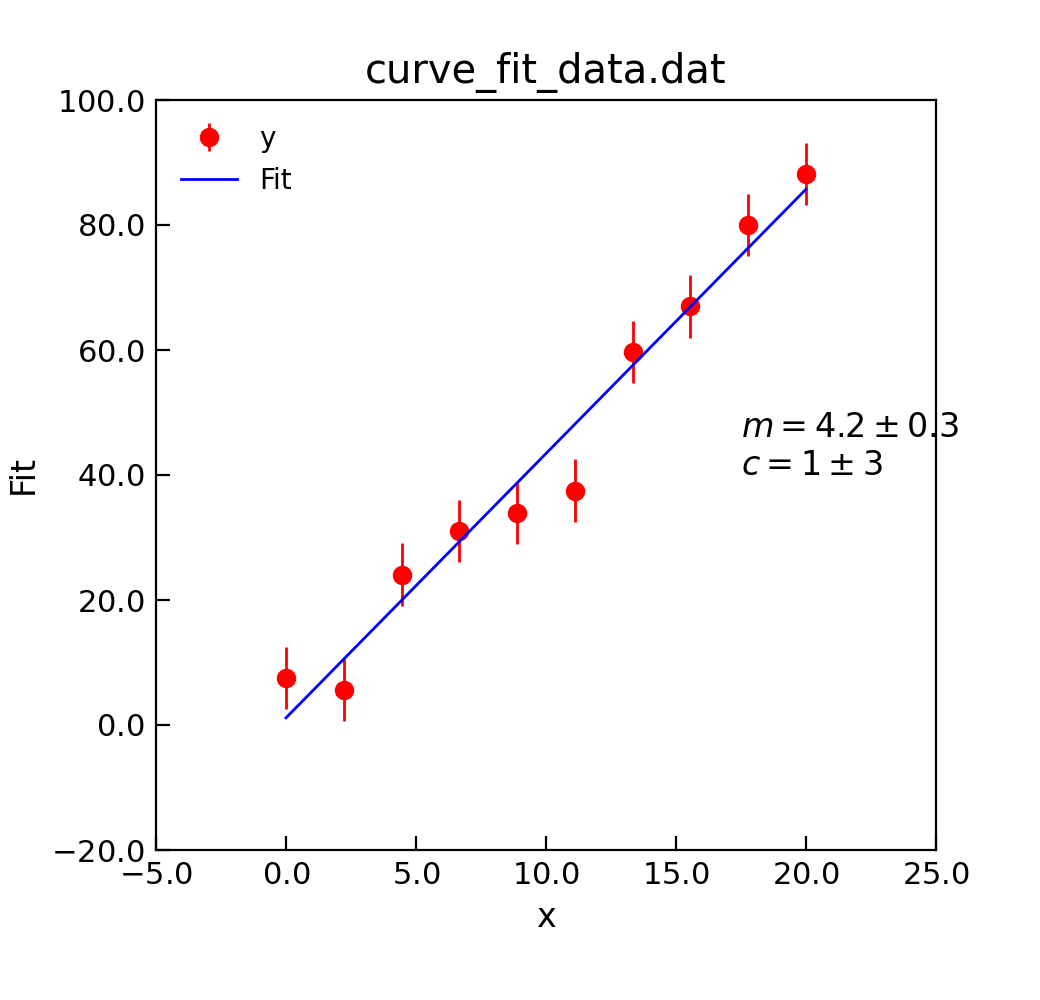 curve_fit_data.dat
100.0
80.0
60.0
40.0
20.0
0.0
−20.0
Fit
y
Fit
m = 4.2 ± 0.3
c = 1 ± 3
−5.0 0.0 5.0 10.0 15.0 20.0 25.0
x